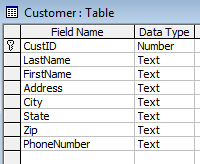 Customer : Table
Field Name Data Type
CustID Number
LastName Text
FirstName Text
Address Text
City Text
State Text
Zip Text
PhoneNumber Text